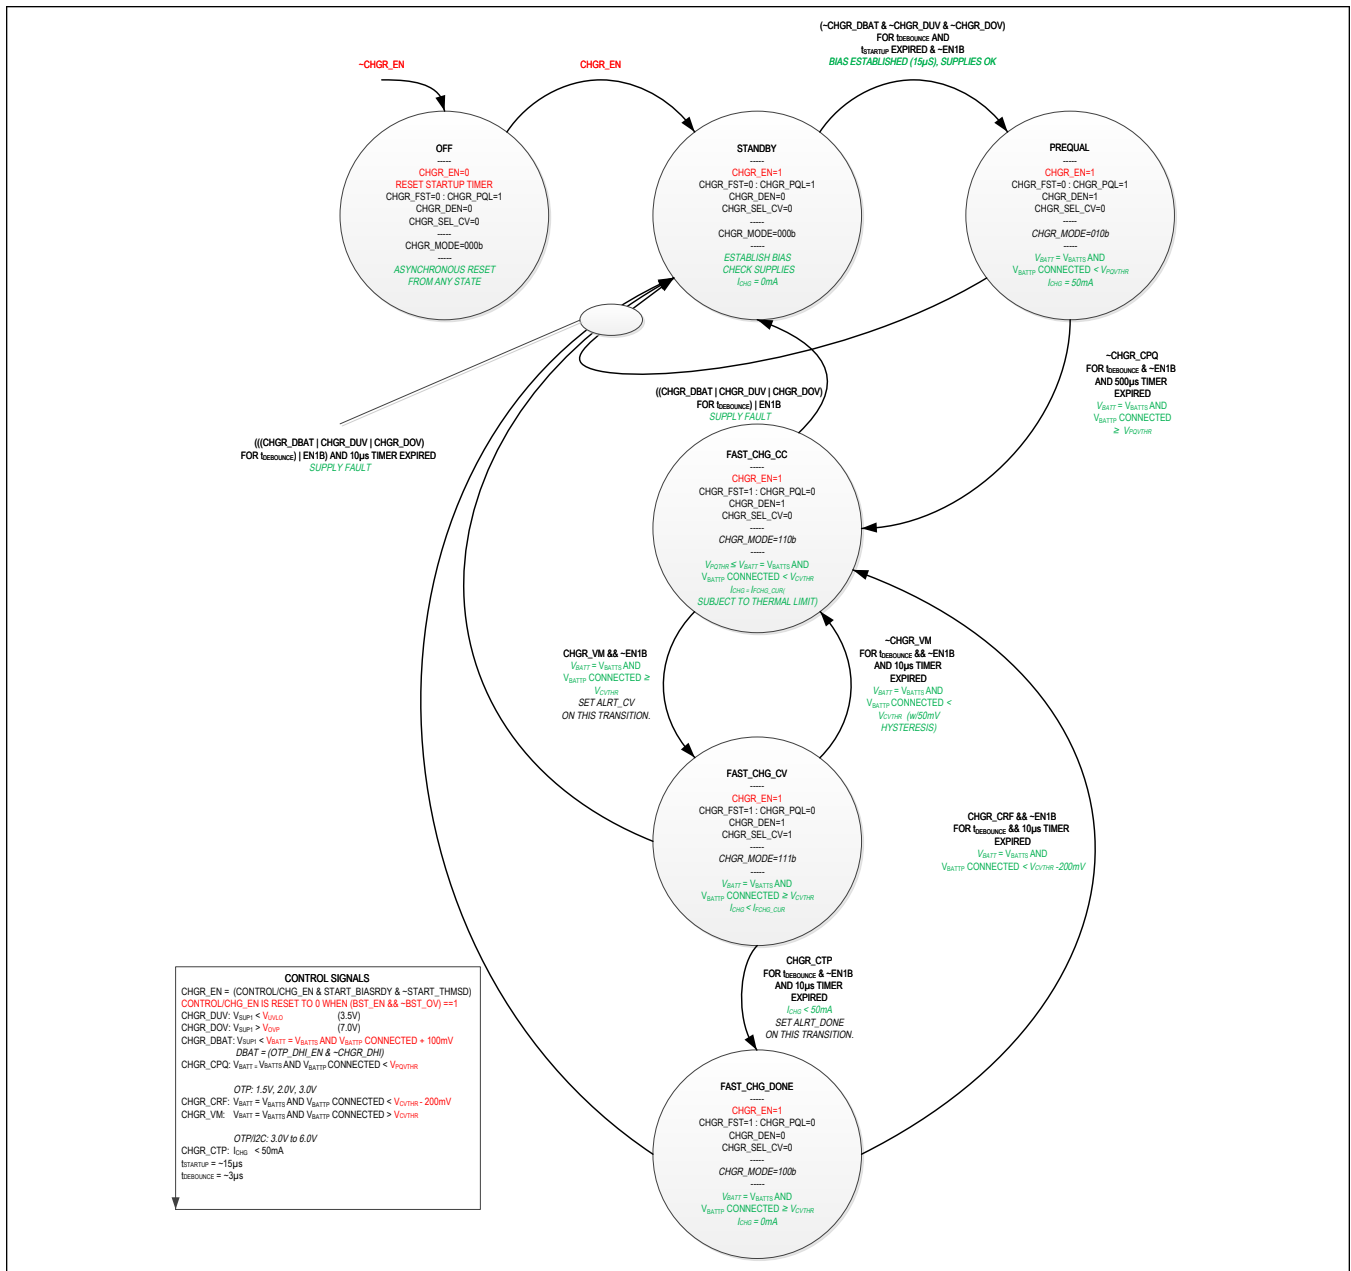 (~CHGR_DBAT & ~CHGR_DUV & ~CHGR_DOV)
FOR tDEBOUNCE AND
tSTARTUP EXPIRED & ~EN1B
BIAS ESTABLISHED (15µS), SUPPLIES OK
~CHGR_EN
CHGR_EN
OFF
-----
CHGR_EN=0
RESET STARTUP TIMER
CHGR_FST=0 : CHGR_PQL=1
CHGR_DEN=0
CHGR_SEL_CV=0
-----
CHGR_MODE=000b
-----
ASYNCHRONOUS RESET
FROM ANY STATE
STANDBY
-----
CHGR_EN=1
CHGR_FST=0 : CHGR_PQL=1
CHGR_DEN=0
CHGR_SEL_CV=0
-----
CHGR_MODE=000b
-----
ESTABLISH BIAS
CHECK SUPPLIES
ICHG = 0mA
PREQUAL
-----
CHGR_EN=1
CHGR_FST=0 : CHGR_PQL=1
CHGR_DEN=1
CHGR_SEL_CV=0
-----
CHGR_MODE=010b
-----
VBATT = VBATTS AND
VBATTP CONNECTED < VPQVTHR
ICHG = 50mA
~CHGR_CPQ
FOR tDEBOUNCE & ~EN1B
AND 500µs TIMER
EXPIRED
VBATT = VBATTS AND
VBATTP CONNECTED
≥ VPQVTHR
((CHGR_DBAT | CHGR_DUV | CHGR_DOV)
FOR tDEBOUNCE) | EN1B
SUPPLY FAULT
(((CHGR_DBAT | CHGR_DUV | CHGR_DOV)
FOR tDEBOUNCE) | EN1B) AND 10µs TIMER EXPIRED
SUPPLY FAULT
FAST_CHG_CC
-----
CHGR_EN=1
CHGR_FST=1 : CHGR_PQL=0
CHGR_DEN=1
CHGR_SEL_CV=0
-----
CHGR_MODE=110b
-----
VPQTHR ≤ VBATT = VBATTS AND
VBATTP CONNECTED < VCVTHR
ICHG = IFCHG_CUR(
SUBJECT TO THERMAL LIMIT)
CHGR_VM && ~EN1B
VBATT = VBATTS AND
VBATTP CONNECTED ≥
VCVTHR
SET ALRT_CV
ON THIS TRANSITION.
~CHGR_VM
FOR tDEBOUNCE && ~EN1B
AND 10µs TIMER
EXPIRED
VBATT = VBATTS AND
VBATTP CONNECTED <
VCVTHR (w/50mV
HYSTERESIS)
FAST_CHG_CV
-----
CHGR_EN=1
CHGR_FST=1 : CHGR_PQL=0
CHGR_DEN=1
CHGR_SEL_CV=1
-----
CHGR_MODE=111b
-----
VBATT = VBATTS AND
VBATTP CONNECTED ≥ VCVTHR
ICHG < IFCHG_CUR
CHGR_CRF && ~EN1B
FOR tDEBOUNCE && 10µs TIMER
EXPIRED
VBATT = VBATTS AND
VBATTP CONNECTED < VCVTHR -200mV
CHGR_CTP
FOR tDEBOUNCE & ~EN1B
AND 10µs TIMER
EXPIRED
ICHG < 50mA
SET ALRT_DONE
ON THIS TRANSITION.
FAST_CHG_DONE
-----
CHGR_EN=1
CHGR_FST=1 : CHGR_PQL=0
CHGR_DEN=0
CHGR_SEL_CV=0
-----
CHGR_MODE=100b
-----
VBATT = VBATTS AND
VBATTP CONNECTED ≥ VCVTHR
ICHG = 0mA
CONTROL SIGNALS
CHGR_EN = (CONTROL/CHG_EN & START_BIASRDY & ~START_THMSD)
CONTROL/CHG_EN IS RESET TO 0 WHEN (BST_EN && ~BST_OV) ==1
CHGR_DUV: VSUP1 < VUVLO (3.5V)
CHGR_DOV: VSUP1 > VOVP (7.0V)
CHGR_DBAT: VSUP1 < VBATT = VBATTS AND VBATTP CONNECTED + 100mV
DBAT = (OTP_DHI_EN & ~CHGR_DHI)
CHGR_CPQ: VBATT = VBATTS AND VBATTP CONNECTED < VPQVTHR
OTP: 1.5V, 2.0V, 3.0V
CHGR_CRF: VBATT = VBATTS AND VBATTP CONNECTED < VCVTHR - 200mV
CHGR_VM: VBATT = VBATTS AND VBATTP CONNECTED > VCVTHR
OTP/I2C: 3.0V to 6.0V
CHGR_CTP: ICHG < 50mA
tSTARTUP = ~15µs
tDEBOUNCE = ~3µs